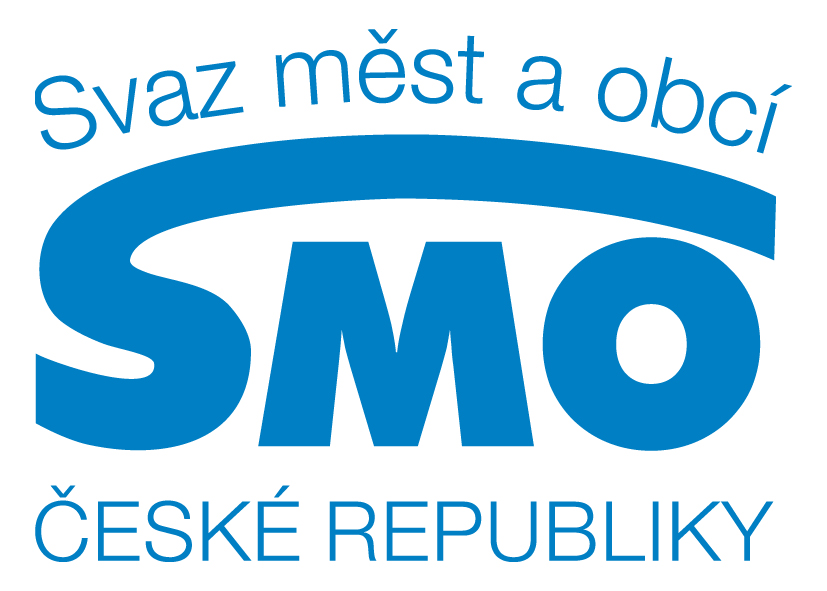 Svaz měst a obcí
SMO
ČESKÉ REPUBLIKY